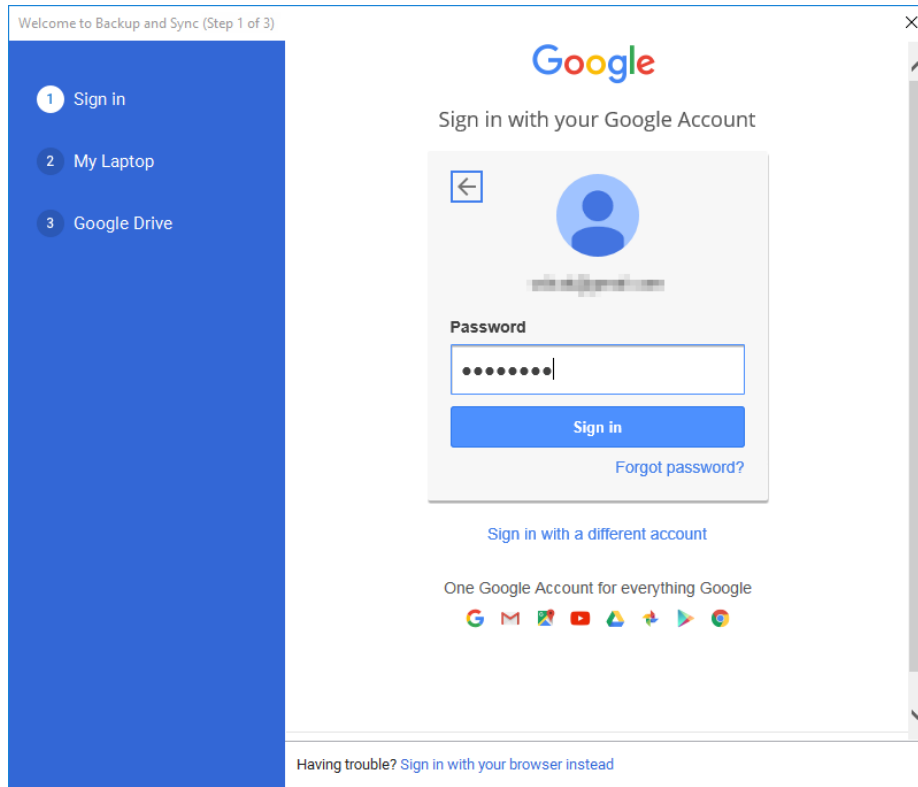 Welcome to Backup and Sync (Step 1 of 3)
1 Sign in
2 My Laptop
3 Google Drive
Google
Sign in with your Google Account
Password
••••••••
Sign in
Forgot password?
Sign in with a different account
One Google Account for everything Google
Having trouble? Sign in with your browser instead